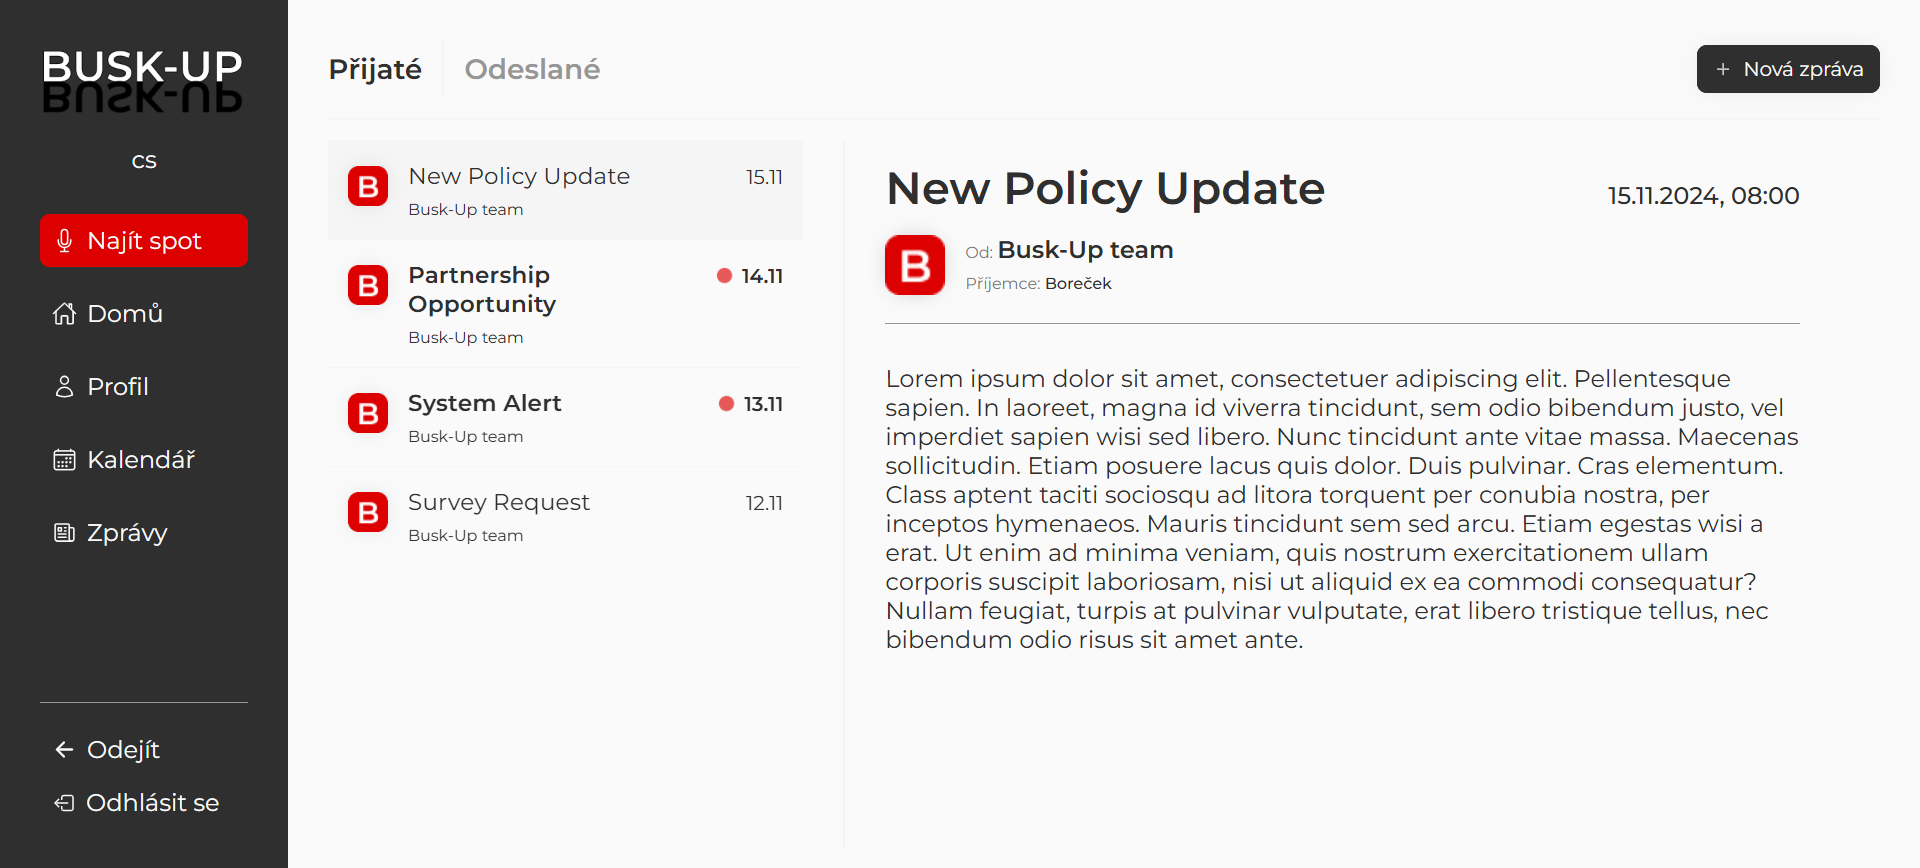 BUSK-UP
BUSK-UP
CS
Najít spot
Domů
Profil
Kalendář
Zprávy
Odejít
Odhlásit se
Přijaté
Odeslané
+ Nová zpráva
B
New Policy Update
15.11
Busk-Up team
B
Partnership
Opportunity
14.11
Busk-Up team
B
System Alert
13.11
Busk-Up team
B
Survey Request
12.11
Busk-Up team
New Policy Update
15.11.2024, 08:00
B
Od: Busk-Up team
Příjemce: Boreček
Lorem ipsum dolor sit amet, consectetuer adipiscing elit. Pellentesque
sapien. In laoreet, magna id viverra tincidunt, sem odio bibendum justo, vel
imperdiet sapien wisi sed libero. Nunc tincidunt ante vitae massa. Maecenas
sollicitudin. Etiam posuere lacus quis dolor. Duis pulvinar. Cras elementum.
Class aptent taciti sociosqu ad litora torquent per conubia nostra, per
inceptos hymenaeos. Mauris tincidunt sem sed arcu. Etiam egestas wisi a
erat. Ut enim ad minima veniam, quis nostrum exercitationem ullam
corporis suscipit laboriosam, nisi ut aliquid ex ea commodi consequatur?
Nullam feugiat, turpis at pulvinar vulputate, erat libero tristique tellus, nec
bibendum odio risus sit amet ante.